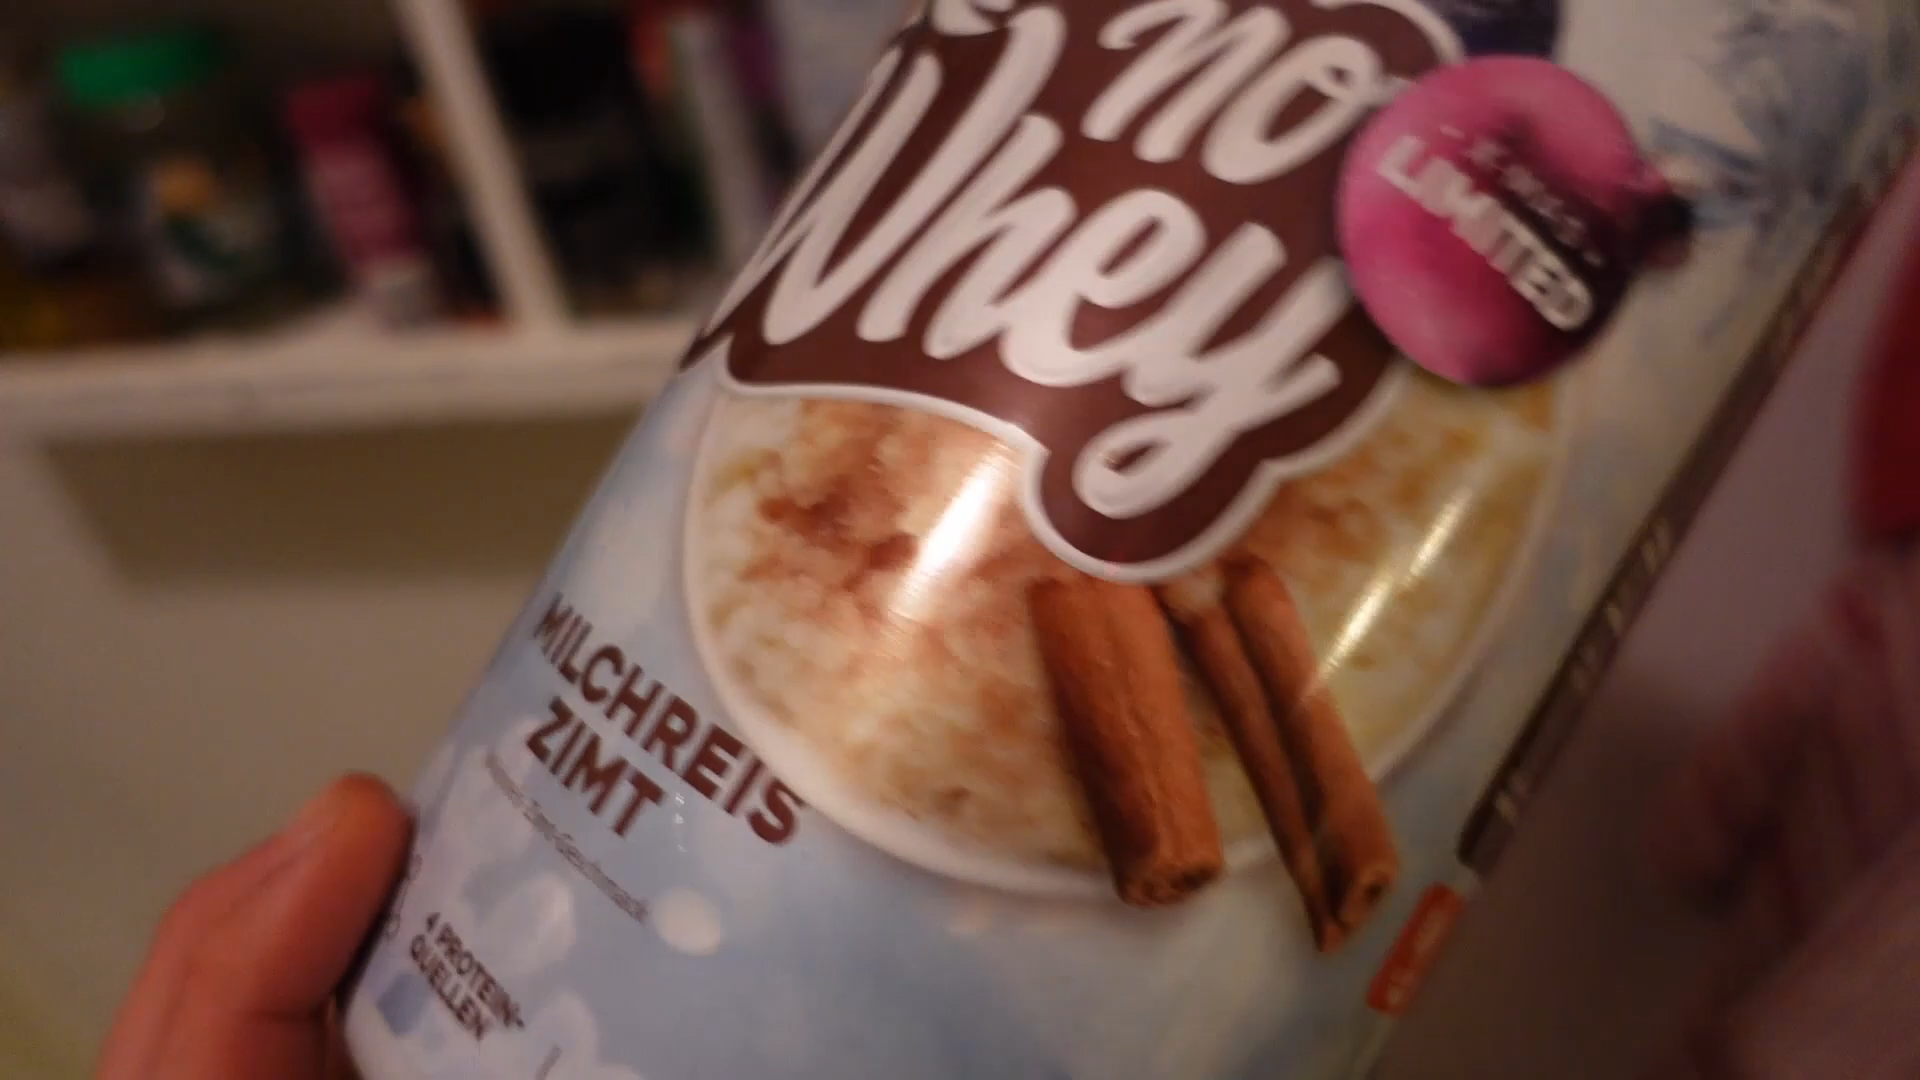 no
Whey
LIMITED
MILCHREIS
ZIMT
4 PROTEIN-
QUELLEN